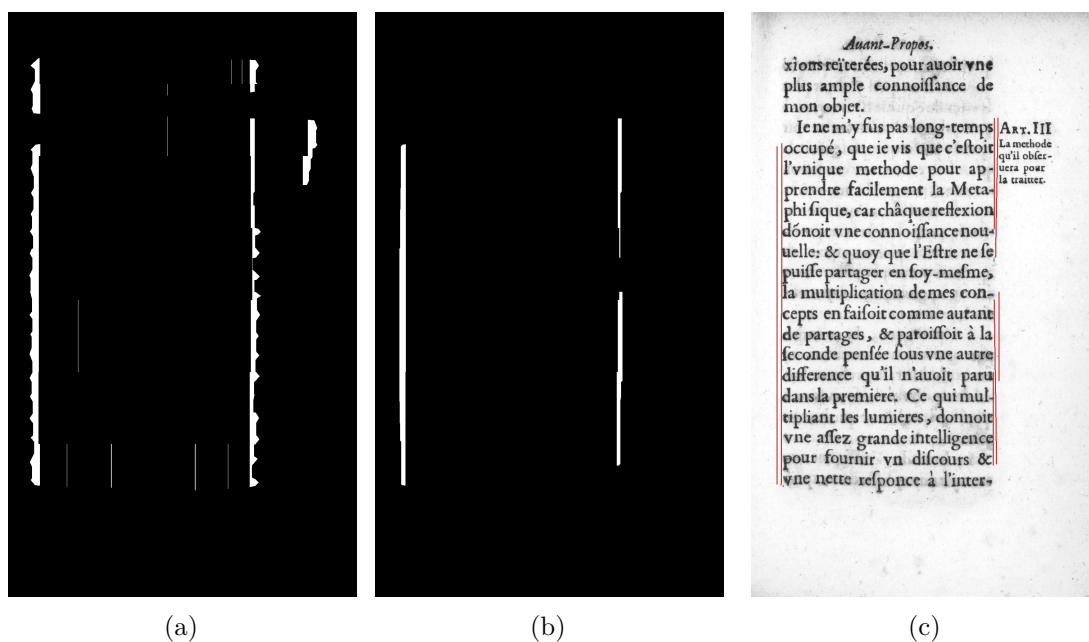 Auant-Propos.
xions reïterées, pour auoir vne
plus ample connoiſſance de
mon objet.
Ie ne m'y fus pas long-temps
occupé, que ie vis que c'eſtoit
l'vnique methode pour ap-
prendre facilement la Meta-
phiſique, car châque reflexion
dónoit vne connoiſſance nou-
uelle: & quoy que l'Eſtre ne ſe
puiſſe partager en ſoy-meſme,
la multiplication de mes con-
cepts en faiſoit comme autant
de partages, & paroiſſoit à la
ſeconde penſée ſous vne autre
difference qu'il n'auoit paru
dans la premiere. Ce qui mul-
tipliant les lumieres, donnoit
vne aſſez grande intelligence
pour fournir vn diſcours &
vne nette reſponce à l'inter-
ART. III
La methode
qu'il obſer-
uera pour
la traitter.
(a)
(b)
(c)